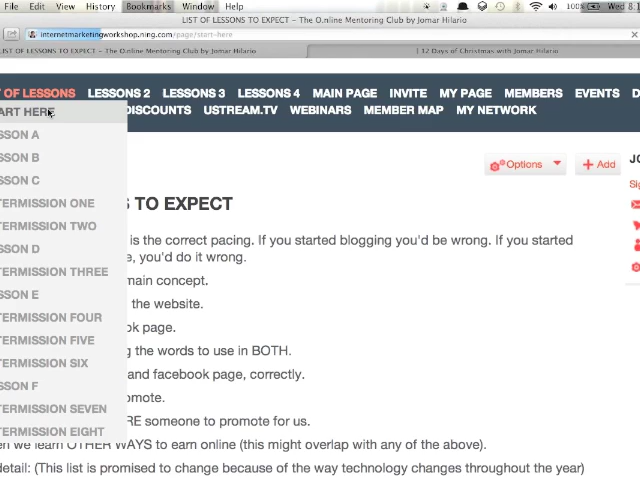 File Edit View History Bookmarks Window Help 100% Wed 8:1
LIST OF LESSONS TO EXPECT – The O.nline Mentoring Club by Jomar Hilario
internetmarketingworkshop.ning.com/page/start-here
LIST OF LESSONS TO EXPECT – The O.nline Mentoring Club by Jomar Hilario | 12 Days of Christmas with Jomar Hilario
T OF LESSONS LESSONS 2 LESSONS 3 LESSONS 4 MAIN PAGE INVITE MY PAGE MEMBERS EVENTS D
DISCOUNTS USTREAM.TV WEBINARS MEMBER MAP MY NETWORK
ART HERE
SSON A
SSON B
SSON C
TERMISSION ONE
TERMISSION TWO
SSON D
TERMISSION THREE
SSON E
TERMISSION FOUR
TERMISSION FIVE
TERMISSION SIX
SSON F
TERMISSION SEVEN
TERMISSION EIGHT
Options + Add
JO
Sig
S TO EXPECT
is the correct pacing. If you started blogging you'd be wrong. If you started
e, you'd do it wrong.
main concept.
the website.
ok page.
g the words to use in BOTH.
and facebook page, correctly.
omote.
RE someone to promote for us.
en we learn OTHER WAYS to earn online (this might overlap with any of the above).
detail: (This list is promised to change because of the way technology changes throughout the year)